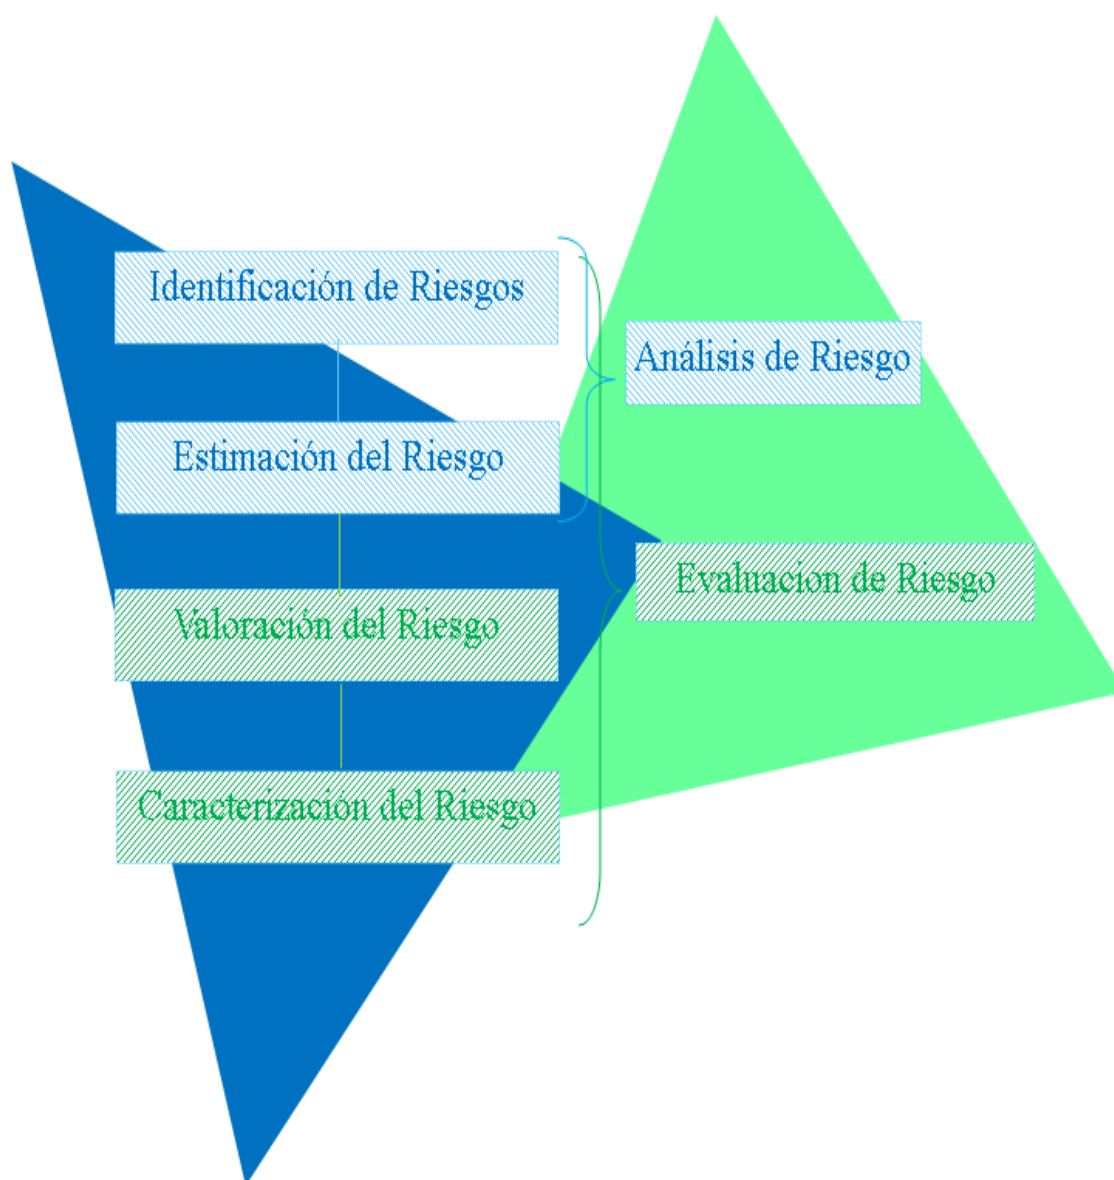 Identificación de Riesgos
Análisis de Riesgo
Estimación del Riesgo
Evaluacion de Riesgo
Valoración del Riesgo
Caracterización del Riesgo